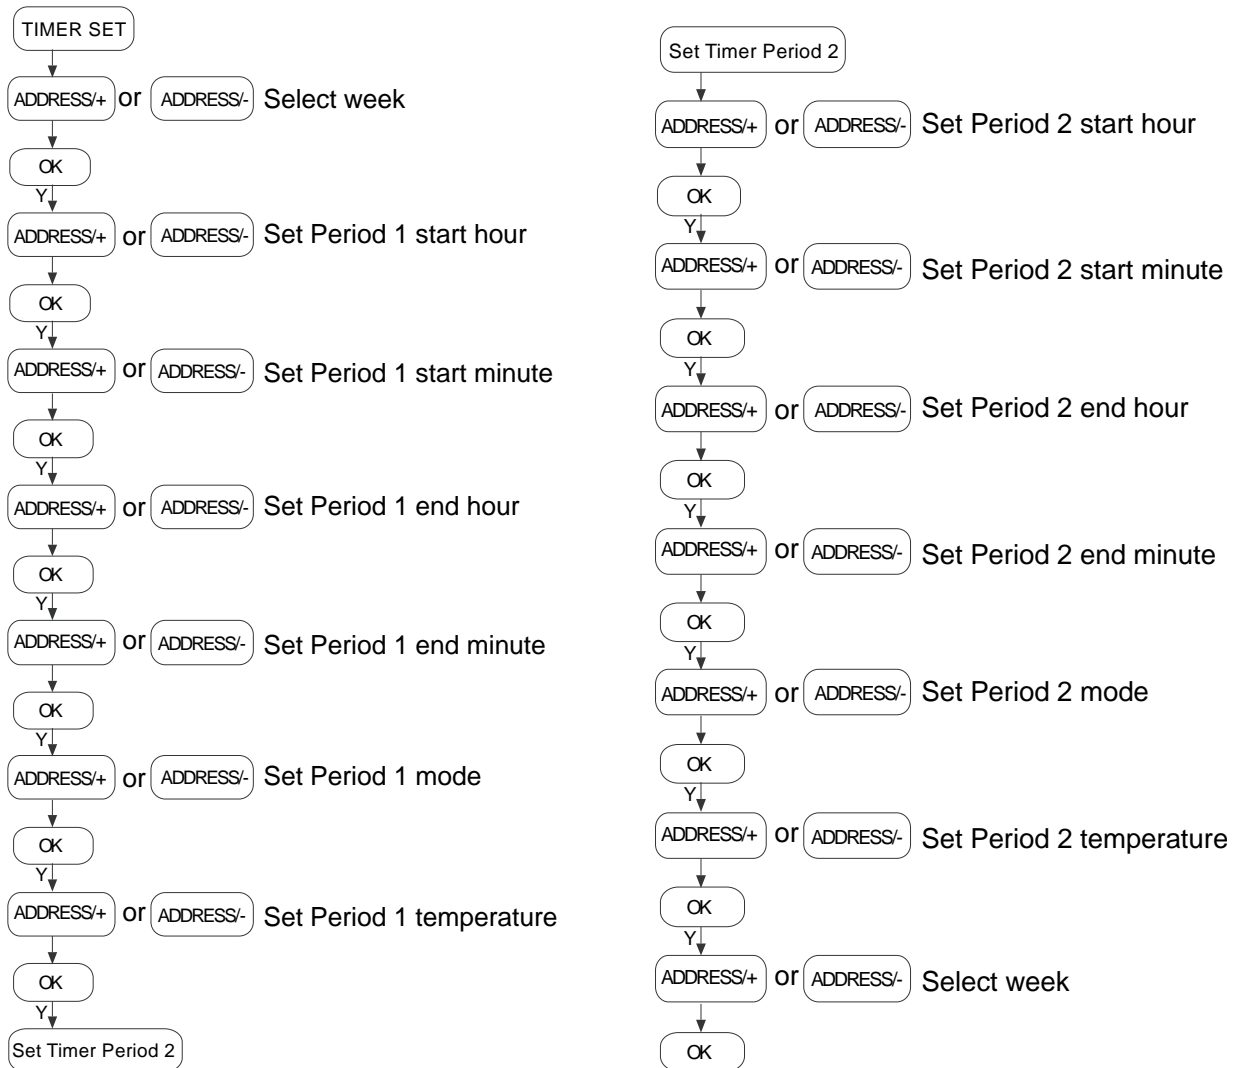 TIMER SET
ADDRESS/+ or ADDRESS/- Select week
OK
Y
ADDRESS/+ or ADDRESS/- Set Period 1 start hour
OK
Y
ADDRESS/+ or ADDRESS/- Set Period 1 start minute
OK
Y
ADDRESS/+ or ADDRESS/- Set Period 1 end hour
OK
Y
ADDRESS/+ or ADDRESS/- Set Period 1 end minute
OK
Y
ADDRESS/+ or ADDRESS/- Set Period 1 mode
OK
Y
ADDRESS/+ or ADDRESS/- Set Period 1 temperature
OK
Y
Set Timer Period 2
Set Timer Period 2
ADDRESS/+ or ADDRESS/- Set Period 2 start hour
OK
Y
ADDRESS/+ or ADDRESS/- Set Period 2 start minute
OK
Y
ADDRESS/+ or ADDRESS/- Set Period 2 end hour
OK
Y
ADDRESS/+ or ADDRESS/- Set Period 2 end minute
OK
Y
ADDRESS/+ or ADDRESS/- Set Period 2 mode
OK
Y
ADDRESS/+ or ADDRESS/- Set Period 2 temperature
OK
Y
ADDRESS/+ or ADDRESS/- Select week
OK